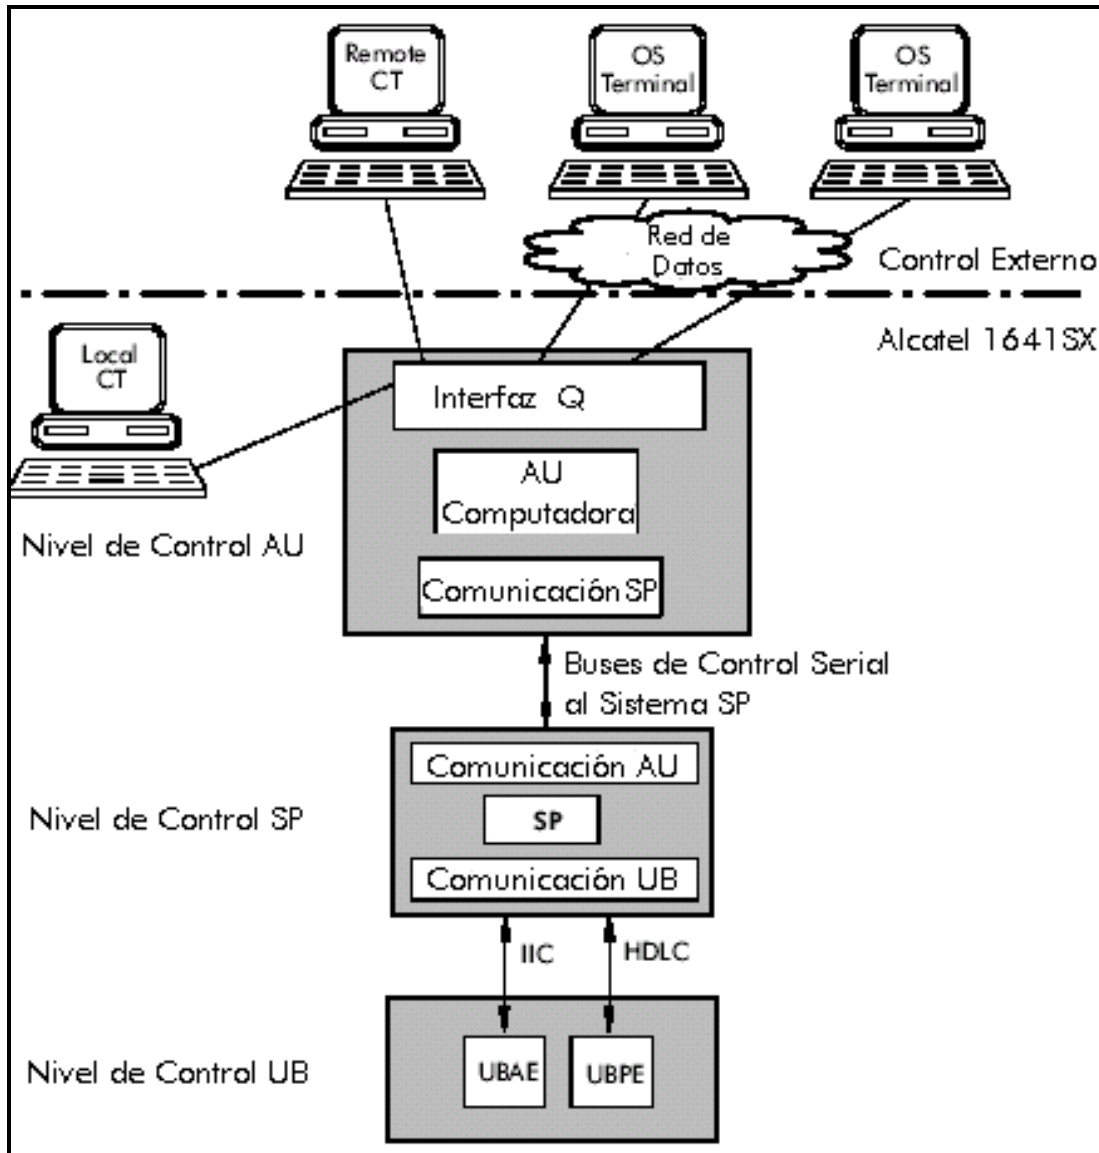 Remote
CT
OS
Terminal
OS
Terminal
Red de
Datos
Control Externo
Alcatel 1641SX
Local
CT
Interfaz Q
AU
Computadora
Nivel de Control AU
Comunicación SP
Buses de Control Serial
al Sistema SP
Comunicación AU
Nivel de Control SP
SP
Comunicación UB
IIC
HDLC
Nivel de Control UB
UBAE
UBPE